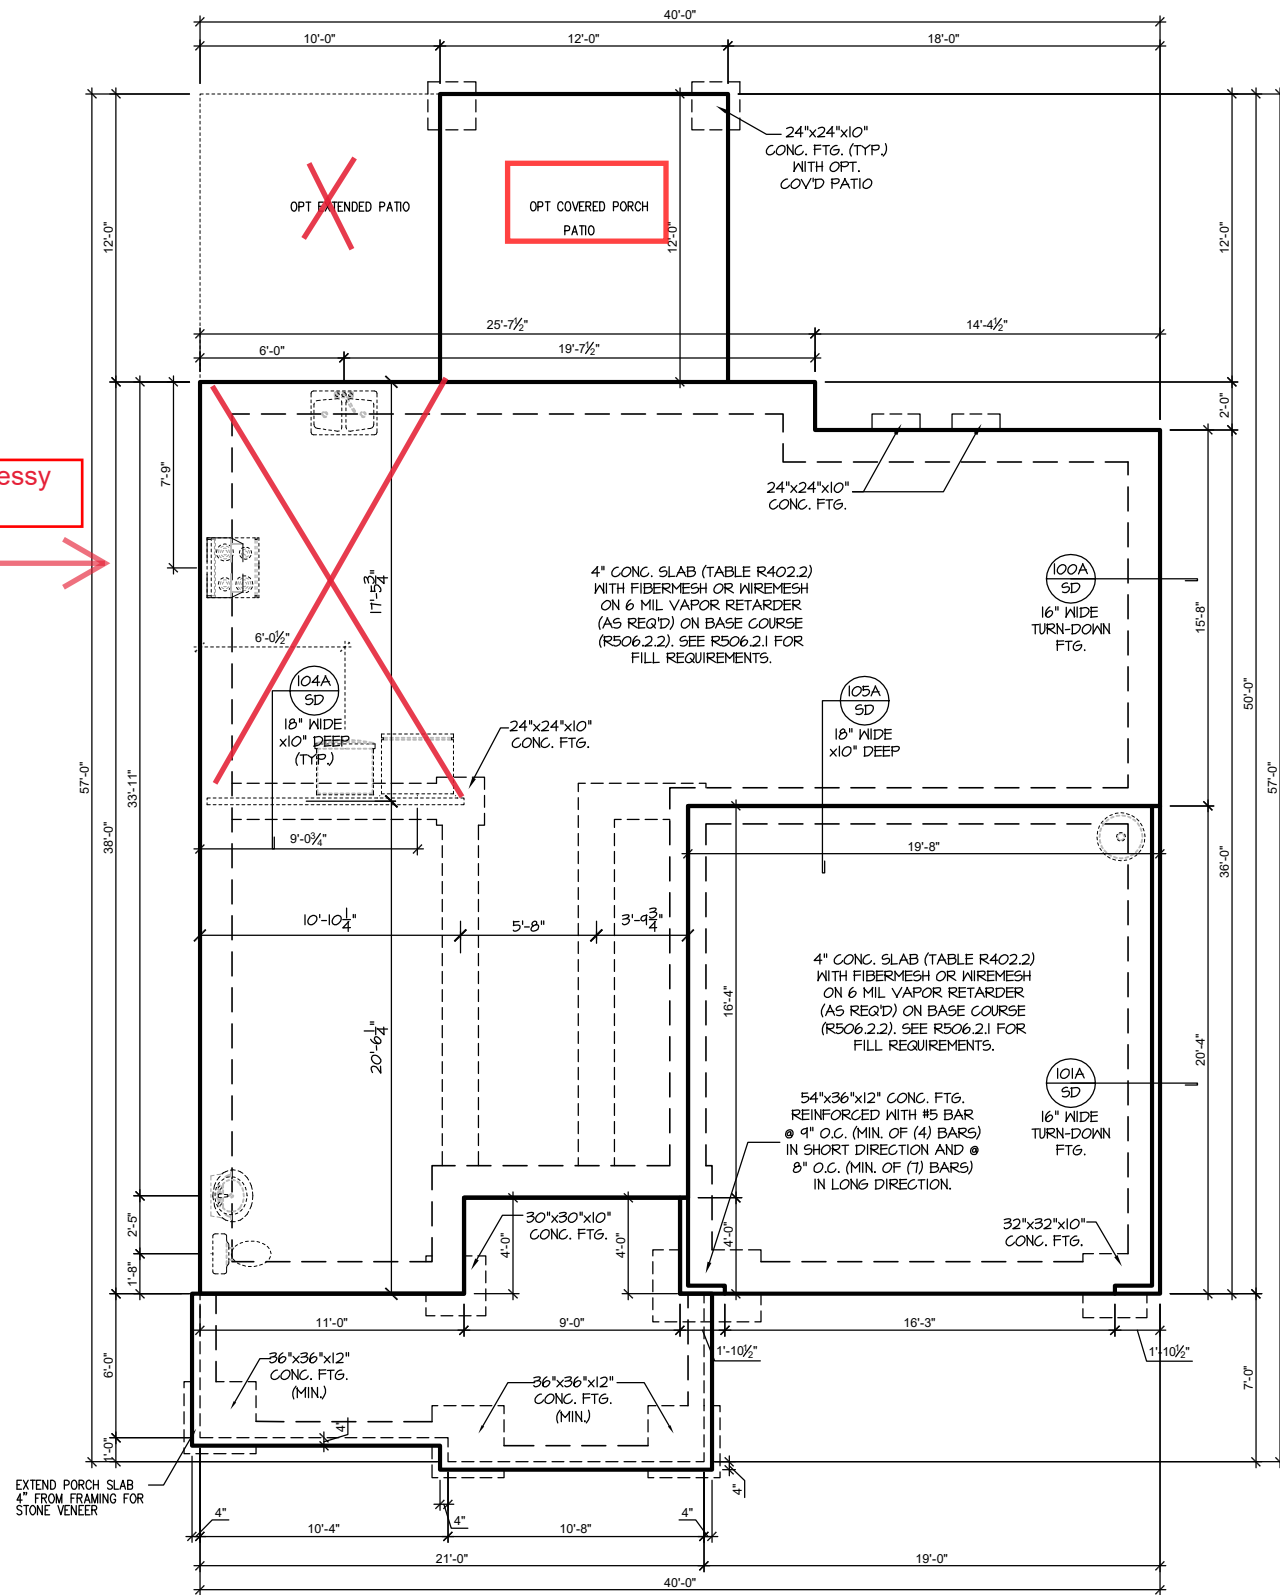 40'-0"
10'-0"
12'-0"
18'-0"
24"x24"x10"
CONC. FTG. (TYP.)
WITH OPT.
COV'D PATIO
OPT EXTENDED PATIO
OPT COVERED PORCH
PATIO
12'-0"
12'-0"
12'-0"
25'-7½"
14'-4½"
6'-0"
19'-7½"
2'-0"
7'-9"
essy
24"x24"x10"
CONC. FTG.
17'-5¾"
4" CONC. SLAB (TABLE R402.2)
WITH FIBERMESH OR WIREMESH
ON 6 MIL VAPOR RETARDER
(AS REQ'D) ON BASE COURSE
(R506.2.2). SEE R506.2.1 FOR
FILL REQUIREMENTS.
100A
SD
16" WIDE
TURN-DOWN
FTG.
15'-8"
6'-0½"
104A
SD
18" WIDE
x10" DEEP
(TYP.)
24"x24"x10"
CONC. FTG.
105A
SD
18" WIDE
x10" DEEP
50'-0"
57'-0"
57'-0"
33'-11"
38'-0"
36'-0"
9'-0¾"
19'-8"
10'-10¼"
5'-8"
3'-9¾"
16'-4"
20'-6¼"
20'-4"
4" CONC. SLAB (TABLE R402.2)
WITH FIBERMESH OR WIREMESH
ON 6 MIL VAPOR RETARDER
(AS REQ'D) ON BASE COURSE
(R506.2.2). SEE R506.2.1 FOR
FILL REQUIREMENTS.
101A
SD
16" WIDE
TURN-DOWN
FTG.
54"x36"x12" CONC. FTG.
REINFORCED WITH #5 BAR
@ 9" O.C. (MIN. OF (4) BARS)
IN SHORT DIRECTION AND @
8" O.C. (MIN. OF (7) BARS)
IN LONG DIRECTION.
2'-5"
1'-8"
30"x30"x10"
CONC. FTG.
4'-0"
4'-0"
4'-0"
32"x32"x10"
CONC. FTG.
11'-0"
9'-0"
16'-3"
1'-10½"
1'-10½"
6'-0"
7'-0"
36"x36"x12"
CONC. FTG.
(MIN.)
36"x36"x12"
CONC. FTG.
(MIN.)
4"
1'-0"
4"
EXTEND PORCH SLAB
4" FROM FRAMING FOR
STONE VENEER
4"
4"
4"
10'-4"
10'-8"
21'-0"
19'-0"
40'-0"